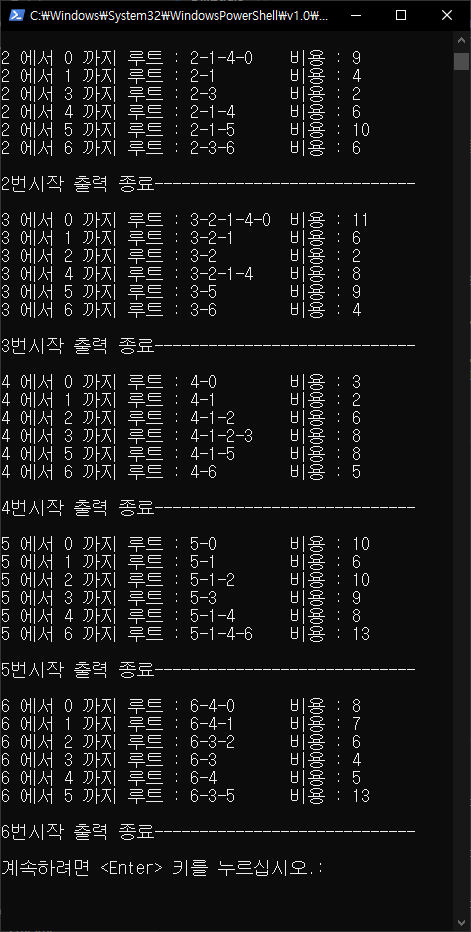 C:₩Windows₩System32₩WindowsPowerShell₩v1.0₩...
2 에서 0 까지 루트 : 2-1-4-0 비용 : 9
2 에서 1 까지 루트 : 2-1 비용 : 4
2 에서 3 까지 루트 : 2-3 비용 : 2
2 에서 4 까지 루트 : 2-1-4 비용 : 6
2 에서 5 까지 루트 : 2-1-5 비용 : 10
2 에서 6 까지 루트 : 2-3-6 비용 : 6
2번시작 출력 종료-----------------------------
3 에서 0 까지 루트 : 3-2-1-4-0 비용 : 11
3 에서 1 까지 루트 : 3-2-1 비용 : 6
3 에서 2 까지 루트 : 3-2 비용 : 2
3 에서 4 까지 루트 : 3-2-1-4 비용 : 8
3 에서 5 까지 루트 : 3-5 비용 : 9
3 에서 6 까지 루트 : 3-6 비용 : 4
3번시작 출력 종료-----------------------------
4 에서 0 까지 루트 : 4-0 비용 : 3
4 에서 1 까지 루트 : 4-1 비용 : 2
4 에서 2 까지 루트 : 4-1-2 비용 : 6
4 에서 3 까지 루트 : 4-1-2-3 비용 : 8
4 에서 5 까지 루트 : 4-1-5 비용 : 8
4 에서 6 까지 루트 : 4-6 비용 : 5
4번시작 출력 종료-----------------------------
5 에서 0 까지 루트 : 5-0 비용 : 10
5 에서 1 까지 루트 : 5-1 비용 : 6
5 에서 2 까지 루트 : 5-1-2 비용 : 10
5 에서 3 까지 루트 : 5-3 비용 : 9
5 에서 4 까지 루트 : 5-1-4 비용 : 8
5 에서 6 까지 루트 : 5-1-4-6 비용 : 13
5번시작 출력 종료-----------------------------
6 에서 0 까지 루트 : 6-4-0 비용 : 8
6 에서 1 까지 루트 : 6-4-1 비용 : 7
6 에서 2 까지 루트 : 6-3-2 비용 : 6
6 에서 3 까지 루트 : 6-3 비용 : 4
6 에서 4 까지 루트 : 6-4 비용 : 5
6 에서 5 까지 루트 : 6-3-5 비용 : 13
6번시작 출력 종료-----------------------------
계속하려면 <Enter> 키를 누르십시오.: